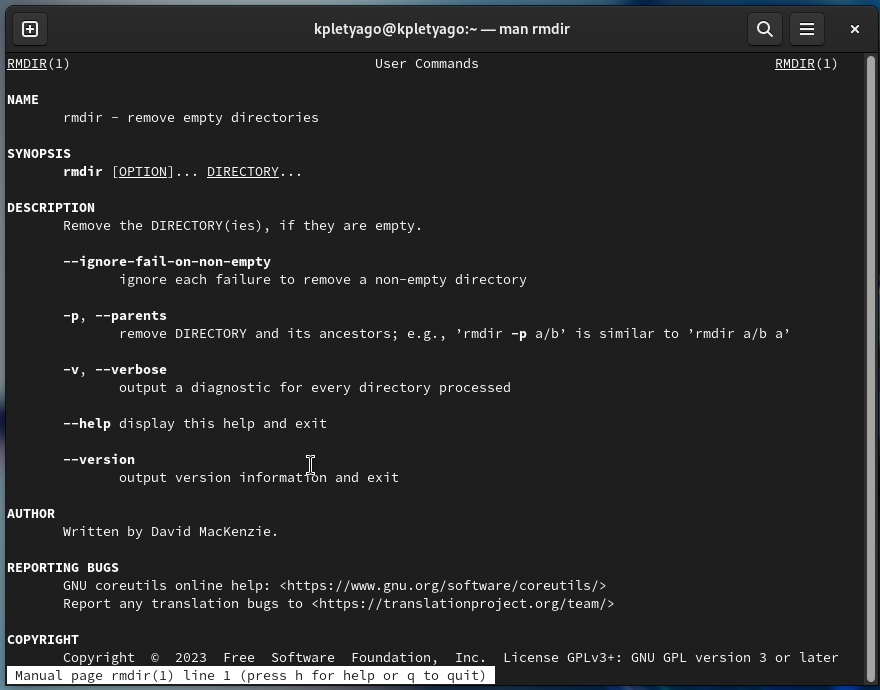 kpletyago@kpletyago:~ — man rmdir
RMDIR(1) User Commands RMDIR(1)
NAME
rmdir - remove empty directories
SYNOPSIS
rmdir [OPTION]... DIRECTORY...
DESCRIPTION
Remove the DIRECTORY(ies), if they are empty.
--ignore-fail-on-non-empty
ignore each failure to remove a non-empty directory
-p, --parents
remove DIRECTORY and its ancestors; e.g., ’rmdir -p a/b’ is similar to ’rmdir a/b a’
-v, --verbose
output a diagnostic for every directory processed
--help display this help and exit
--version
output version information and exit
AUTHOR
Written by David MacKenzie.
REPORTING BUGS
GNU coreutils online help: <https://www.gnu.org/software/coreutils/>
Report any translation bugs to <https://translationproject.org/team/>
COPYRIGHT
Copyright © 2023 Free Software Foundation, Inc. License GPLv3+: GNU GPL version 3 or later
Manual page rmdir(1) line 1 (press h for help or q to quit)